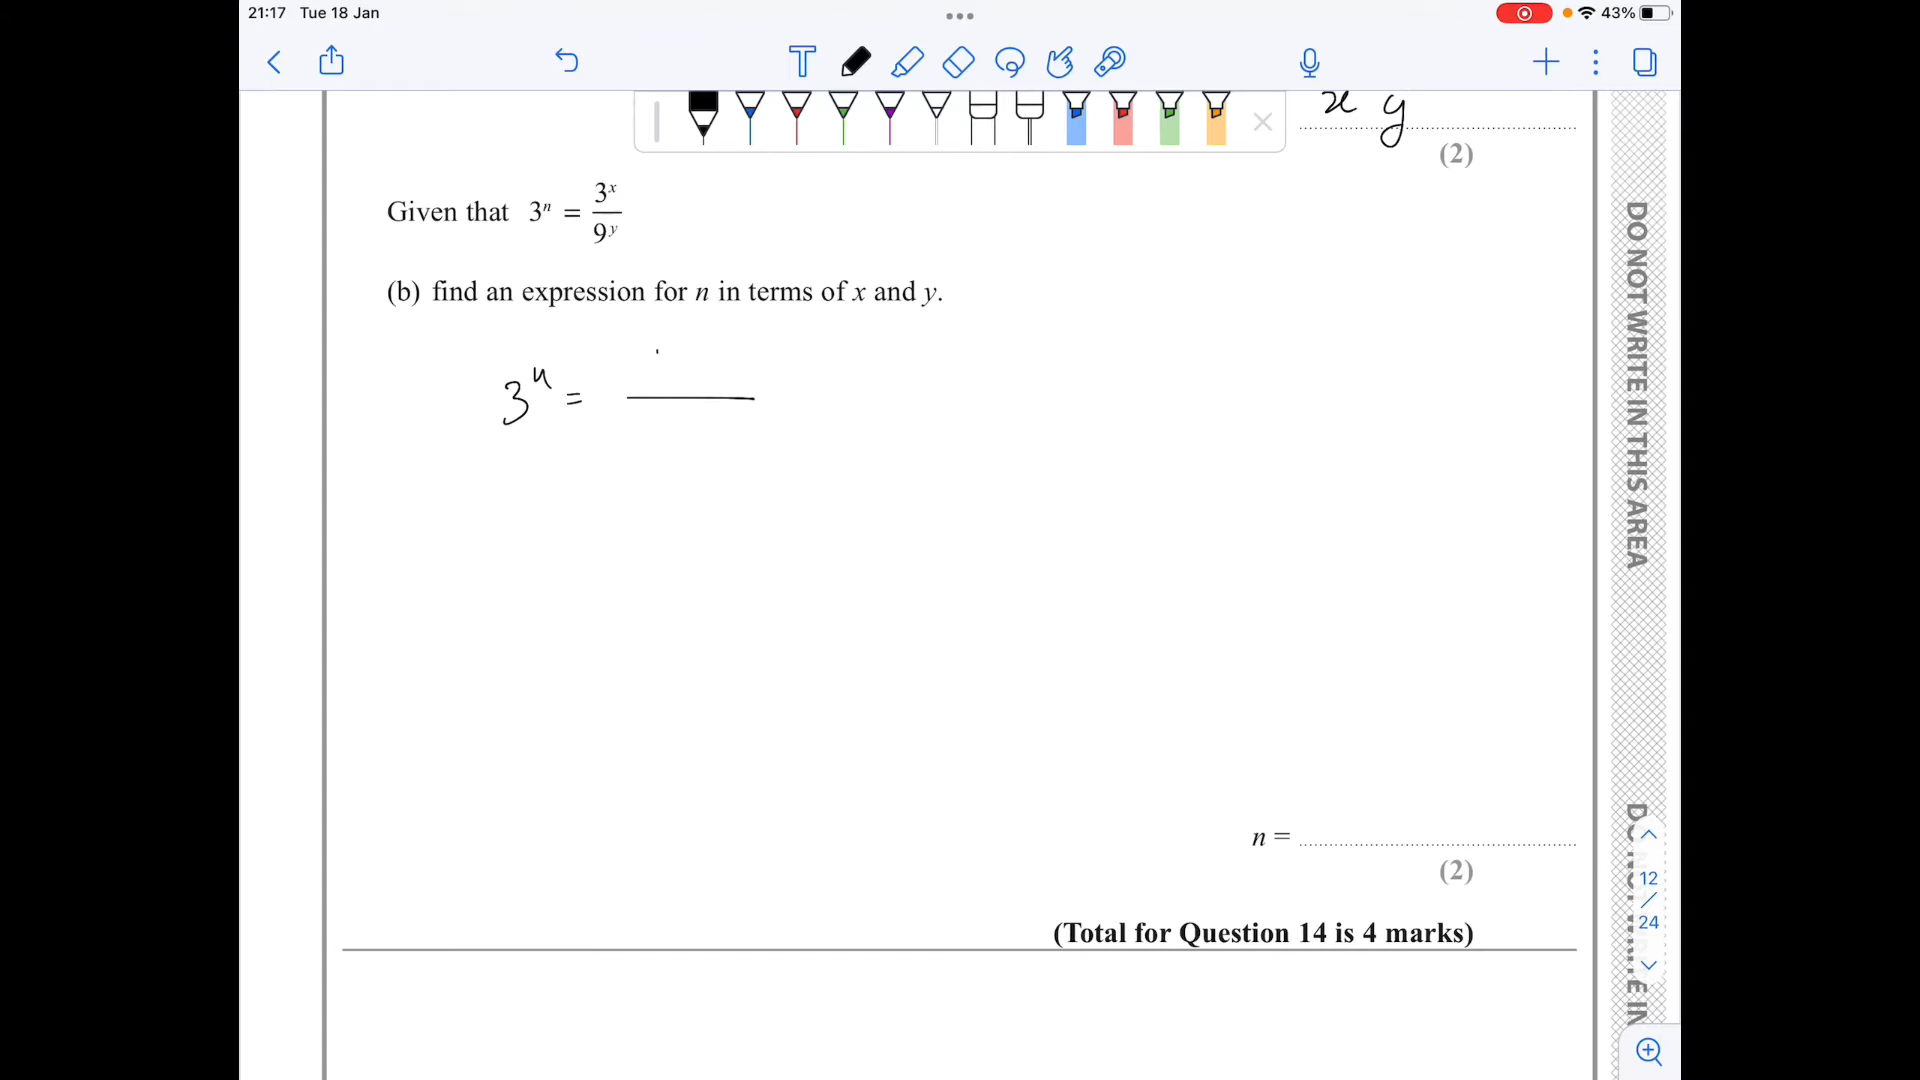 21:17 Tue 18 Jan
43%
T
x y
(2)
Given that 3ⁿ = 3ˣ / 9ʸ
(b) find an expression for n in terms of x and y.
3ⁿ =
n =
(2)
(Total for Question 14 is 4 marks)
DO NOT WRITE IN THIS AREA
12
/
24